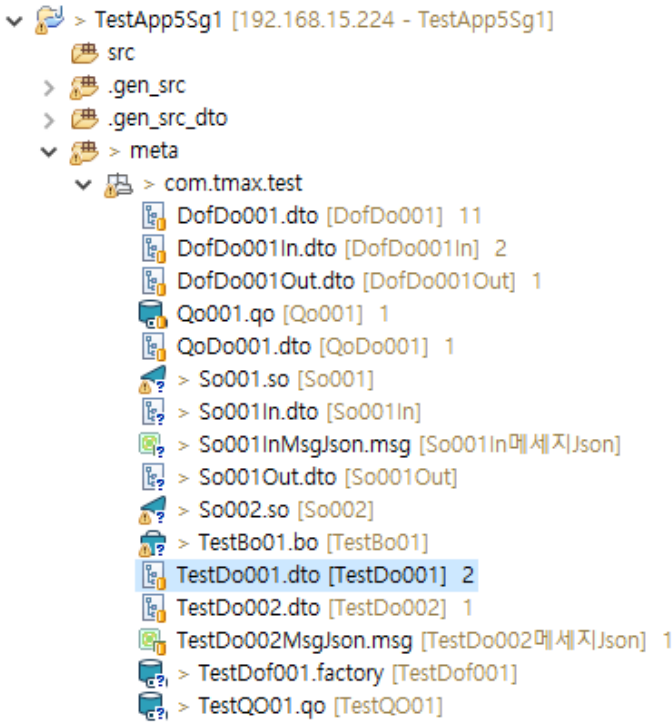 > TestApp5Sg1 [192.168.15.224 - TestApp5Sg1]
src
.gen_src
.gen_src_dto
> meta
> com.tmax.test
DofDo001.dto [DofDo001] 11
DofDo001In.dto [DofDo001In] 2
DofDo001Out.dto [DofDo001Out] 1
Qo001.qo [Qo001] 1
QoDo001.dto [QoDo001] 1
> So001.so [So001]
> So001In.dto [So001In]
> So001InMsgJson.msg [So001In메세지Json]
> So001Out.dto [So001Out]
> So002.so [So002]
> TestBo01.bo [TestBo01]
TestDo001.dto [TestDo001] 2
TestDo002.dto [TestDo002] 1
TestDo002MsgJson.msg [TestDo002메세지Json] 1
> TestDof001.factory [TestDof001]
> TestQO01.qo [TestQO01]